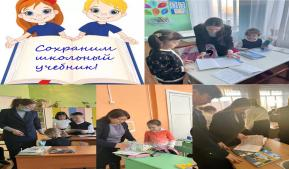 Сохраним
школьный
учебник!